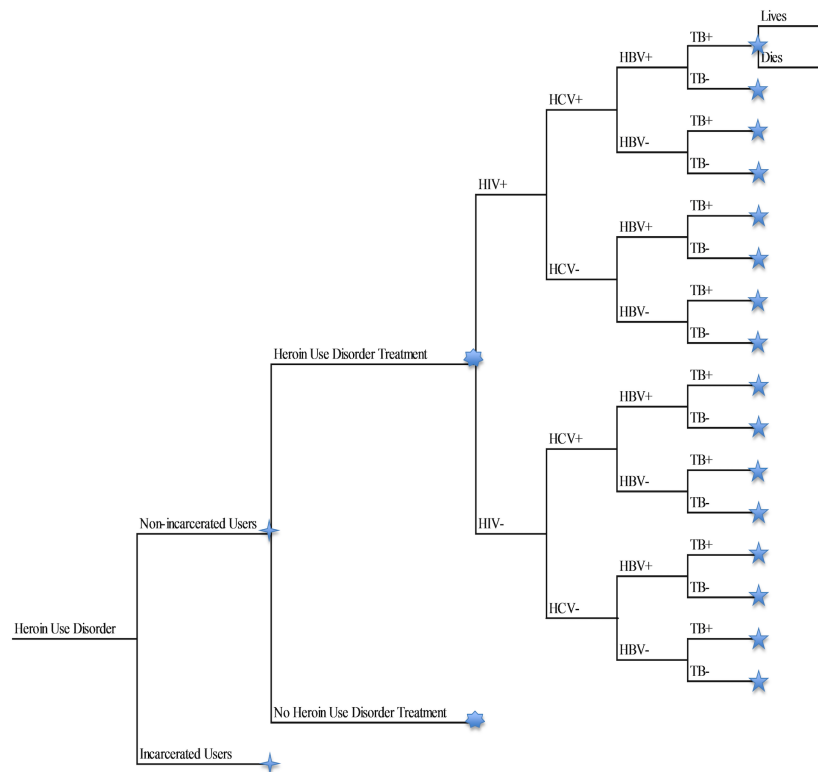 Lives
TB+
Dies
HBV+
TB-
HCV+
TB+
HBV-
TB-
HIV+
TB+
HBV+
TB-
HCV-
TB+
HBV-
TB-
Heroin Use Disorder Treatment
TB+
HBV+
TB-
HCV+
TB+
HBV-
TB-
Non-incarcerated Users
HIV-
TB+
HBV+
TB-
HCV-
Heroin Use Disorder
TB+
HBV-
TB-
No Heroin Use Disorder Treatment
Incarcerated Users